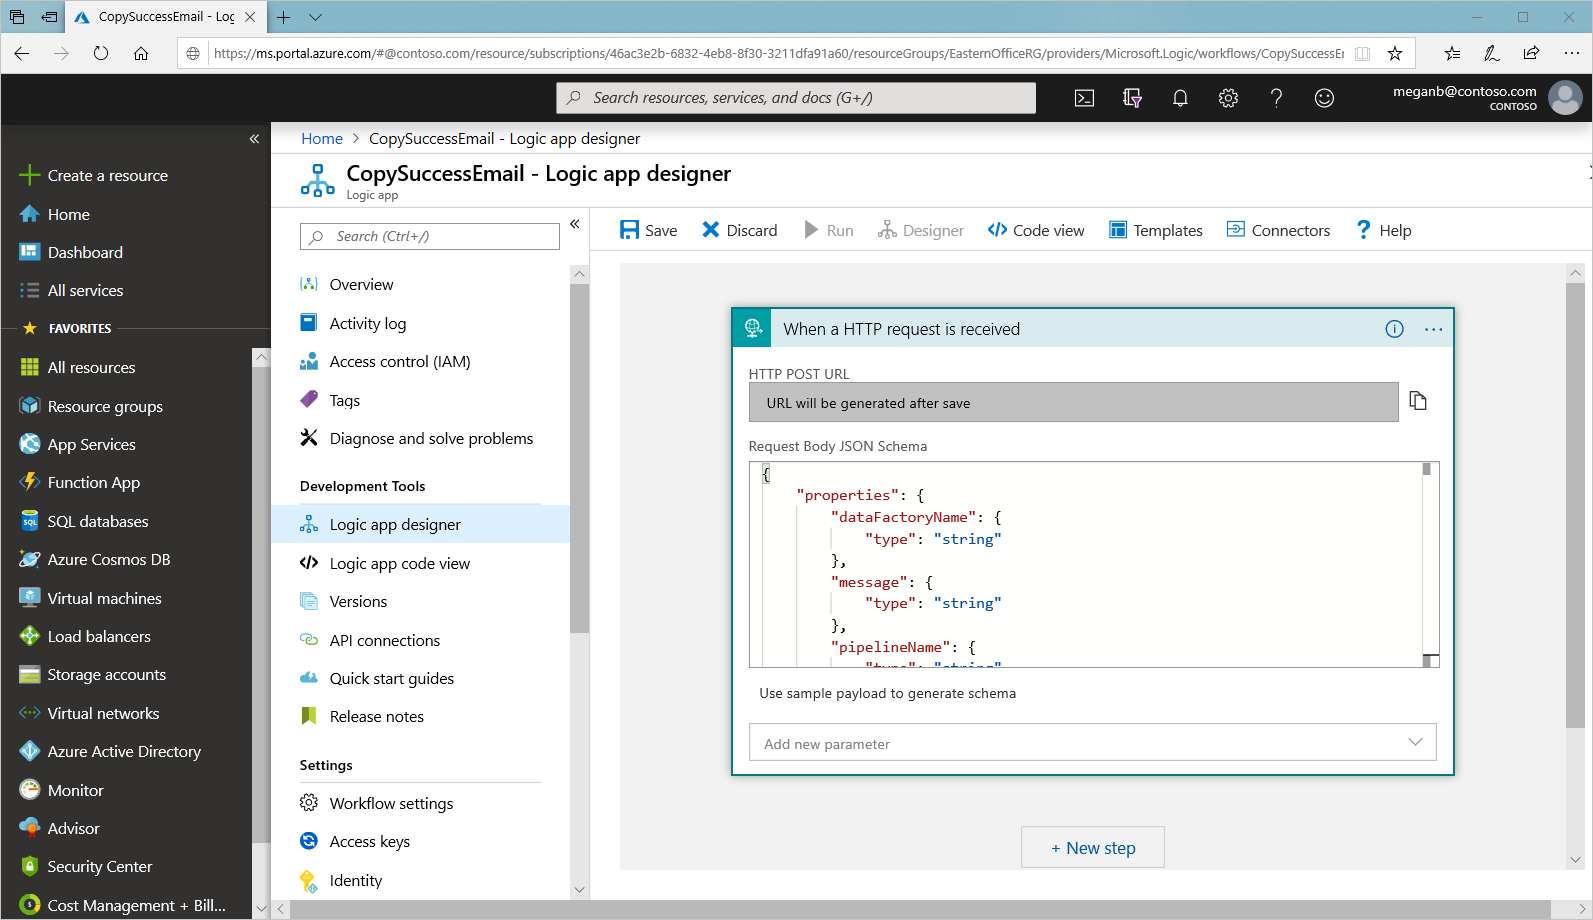 CopySuccessEmail - Log
https://ms.portal.azure.com/#@contoso.com/resource/subscriptions/46ac3e2b-6832-4eb8-8f30-3211dfa91a60/resourceGroups/EasternOfficeRG/providers/Microsoft.Logic/workflows/CopySuccessEr
Search resources, services, and docs (G+/)
meganb@contoso.com
CONTOSO
Create a resource
Home
Dashboard
All services
FAVORITES
All resources
Resource groups
App Services
Function App
SQL databases
Azure Cosmos DB
Virtual machines
Load balancers
Storage accounts
Virtual networks
Azure Active Directory
Monitor
Advisor
Security Center
Cost Management + Bill...
Home > CopySuccessEmail - Logic app designer
CopySuccessEmail - Logic app designer
Logic app
Search (Ctrl+/)
Overview
Activity log
Access control (IAM)
Tags
Diagnose and solve problems
Development Tools
Logic app designer
Logic app code view
Versions
API connections
Quick start guides
Release notes
Settings
Workflow settings
Access keys
Identity
Save Discard Run Designer Code view Templates Connectors Help
When a HTTP request is received
HTTP POST URL
URL will be generated after save
Request Body JSON Schema
{
"properties": {
"dataFactoryName": {
"type": "string"
},
"message": {
"type": "string"
},
"pipelineName": {
"type": "string"
Use sample payload to generate schema
Add new parameter
+ New step